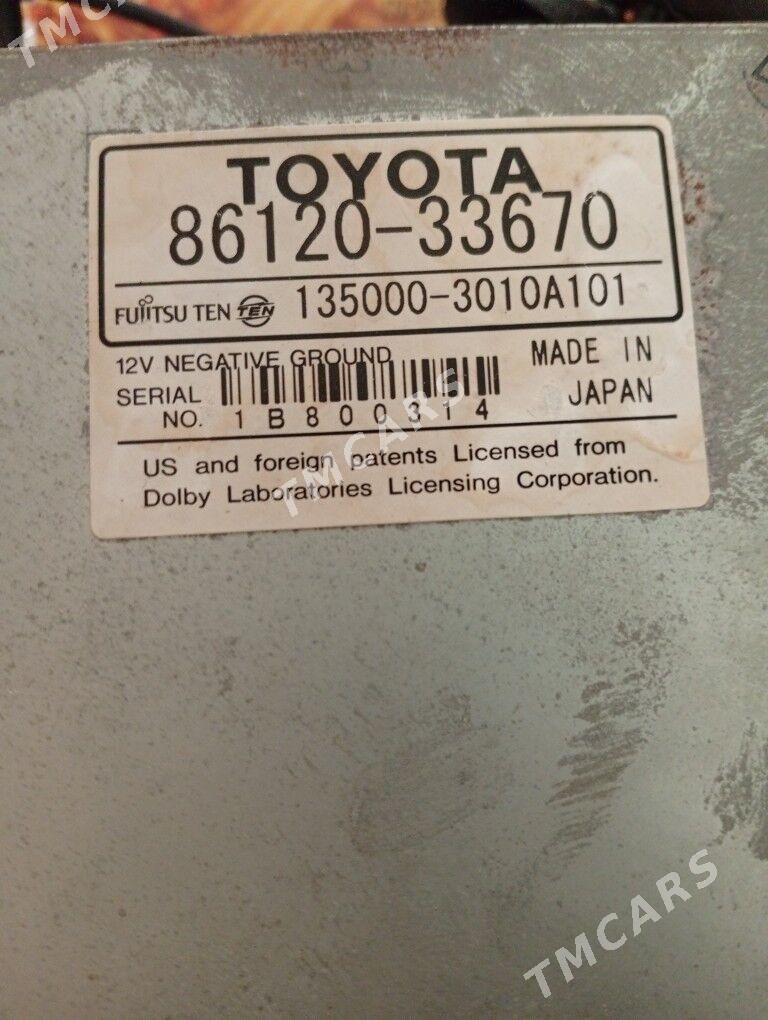 TMCARS
TOYOTA
86120-33670
FUJITSU TEN TEN 135000-3010A101
12V NEGATIVE GROUND
MADE IN
JAPAN
SERIAL
NO. 1B800314
US and foreign patents Licensed from
Dolby Laboratories Licensing Corporation.
TMCARS
TMCARS